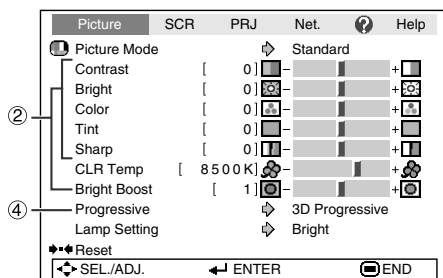 Picture SCR PRJ Net. ? Help
Picture Mode Standard
Contrast [ 0] - +
Bright [ 0] - +
② Color [ 0] - +
Tint [ 0] - +
Sharp [ 0] - +
CLR Temp [ 8500K] - +
Bright Boost [ 1] - +
④ Progressive 3D Progressive
Lamp Setting Bright
Reset
SEL./ADJ. ENTER END